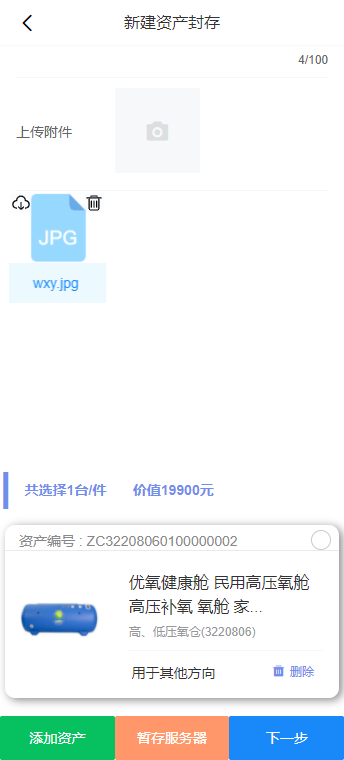 新建资产封存
4/100
上传附件
JPG
wxy.jpg
共选择1台/件 价值19900元
资产编号 : ZC32208060100000002
优氧健康舱 民用高压氧舱
高压补氧 氧舱 家...
高、低压氧仓(3220806)
用于其他方向 删除
添加资产 暂存服务器 下一步